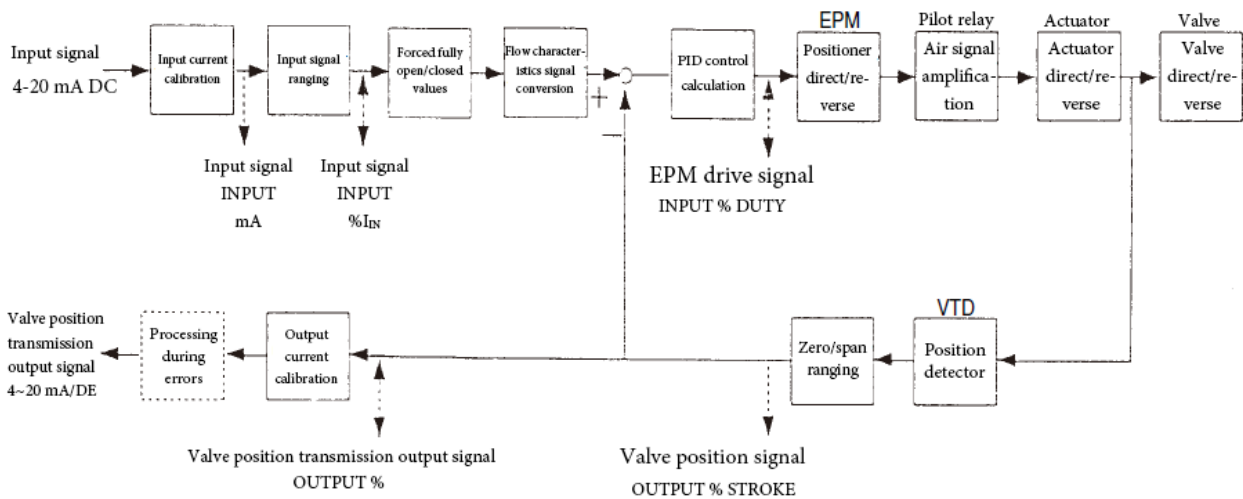 Input signal
4-20 mA DC
Input current
calibration
Input signal
ranging
Forced fully
open/closed
values
Flow character-
istics signal
conversion
+
−
PID control
calculation
EPM
Positioner
direct/re-
verse
Pilot relay
Air signal
amplifica-
tion
Actuator
Actuator
direct/re-
verse
Valve
Valve
direct/re-
verse
Input signal
INPUT
mA
Input signal
INPUT
%IIN
EPM drive signal
INPUT % DUTY
Valve position
transmission
output signal
4~20 mA/DE
Processing
during
errors
Output
current
calibration
Zero/span
ranging
VTD
Position
detector
Valve position transmission output signal
OUTPUT %
Valve position signal
OUTPUT % STROKE